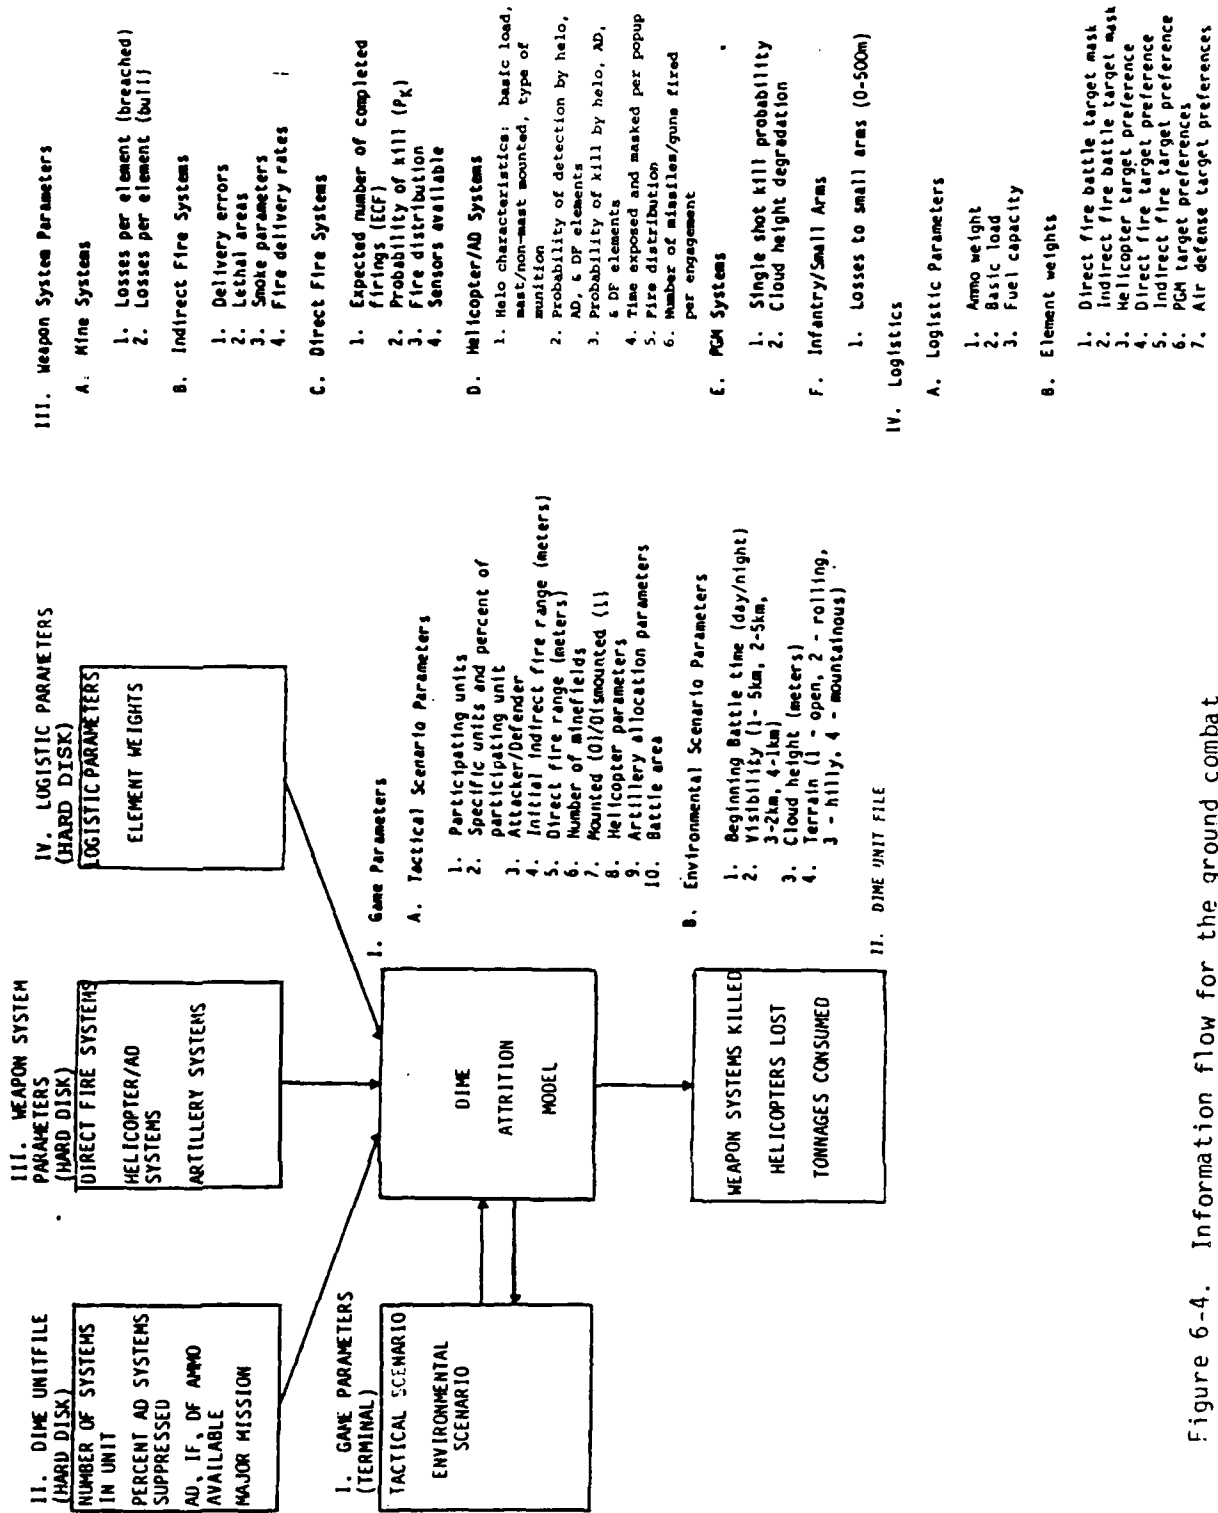 II. DIME UNITFILE
(HARD DISK)
NUMBER OF SYSTEMS
IN UNIT
PERCENT AD SYSTEMS
SUPPRESSED
AD, IF, DF AMMO
AVAILABLE
MAJOR MISSION
III. WEAPON SYSTEM
PARAMETERS
(HARD DISK)
DIRECT FIRE SYSTEMS
HELICOPTER/AD
SYSTEMS
ARTILLERY SYSTEMS
IV. LOGISTIC PARAMETERS
(HARD DISK)
LOGISTIC PARAMETERS
ELEMENT WEIGHTS
I. GAME PARAMETERS
(TERMINAL)
TACTICAL SCENARIO
ENVIRONMENTAL
SCENARIO
DIME
ATTRITION
MODEL
WEAPON SYSTEMS KILLED
HELICOPTERS LOST
TONNAGES CONSUMED
I. Game Parameters
A. Tactical Scenario Parameters
1. Participating units
2. Specific units and percent of
participating unit
3. Attacker/Defender
4. Initial indirect fire range (meters)
5. Direct fire range (meters)
6. Number of minefields
7. Mounted (0)/Dismounted (1)
8. Helicopter parameters
9. Artillery allocation parameters
10. Battle area
B. Environmental Scenario Parameters
1. Beginning Battle time (day/night)
2. Visibility (1- 5km, 2-5km,
3-2km, 4-1km)
3. Cloud height (meters)
4. Terrain (1 - open, 2 - rolling,
3 - hilly, 4 - mountainous)
II. DIME UNIT FILE
III. Weapon System Parameters
A. Mine Systems
1. Losses per element (breached)
2. Losses per element (bull)
B. Indirect Fire Systems
1. Delivery errors
2. Lethal areas
3. Smoke parameters
4. Fire delivery rates
C. Direct Fire Systems
1. Expected number of completed
firings (ECF)
2. Probability of kill (PK)
3. Fire distribution
4. Sensors available
D. Helicopter/AD Systems
1. Halo characteristics: basic load,
mast/non-mast mounted, type of
munition
2. Probability of detection by helo,
AD, & DF elements
3. Probability of kill by helo, AD,
& DF elements
4. Time exposed and masked per popup
5. Fire distribution
6. Number of missiles/guns fired
per engagement
E. PGM Systems
1. Single shot kill probability
2. Cloud height degradation
F. Infantry/Small Arms
1. Losses to small arms (0-500m)
IV. Logistics
A. Logistic Parameters
1. Ammo weight
2. Basic load
3. Fuel capacity
B. Element weights
1. Direct fire battle target mask
2. Indirect fire battle target mask
3. Helicopter target preference
4. Direct fire target preference
5. Indirect fire target preference
6. PGM target preferences
7. Air defense target preferences
Figure 6-4. Information flow for the ground combat